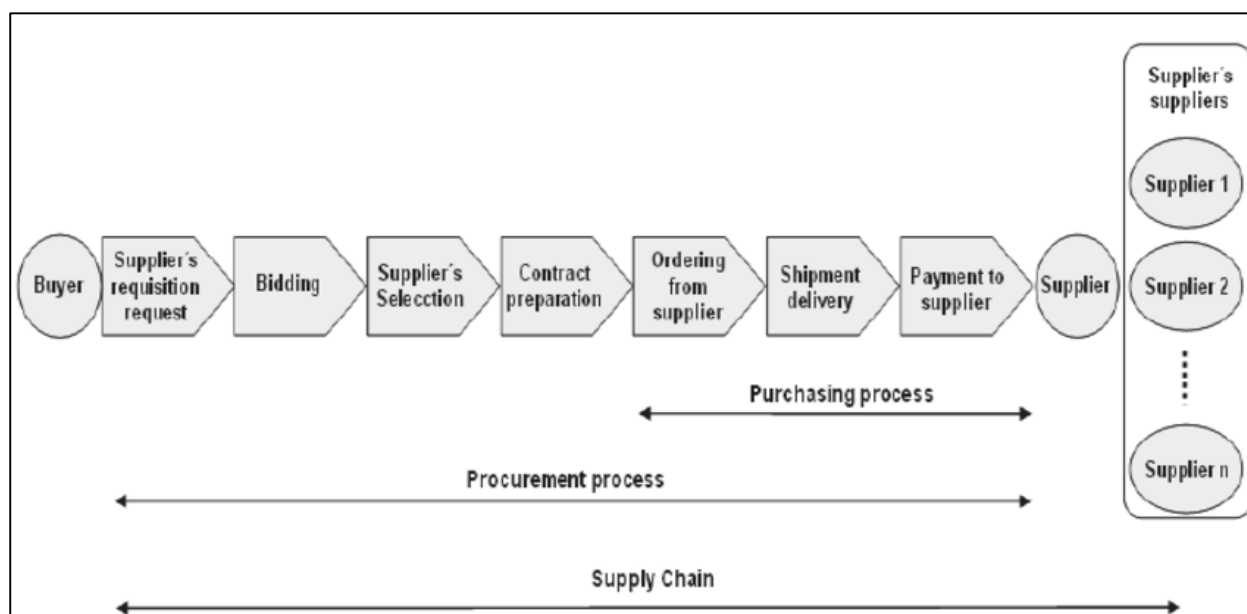 Supplier´s
suppliers
Supplier 1
Buyer
Supplier´s
requisition
request
Bidding
Supplier´s
Selecction
Contract
preparation
Ordering
from
supplier
Shipment
delivery
Payment to
supplier
Supplier
Supplier 2
Purchasing process
Supplier n
Procurement process
Supply Chain